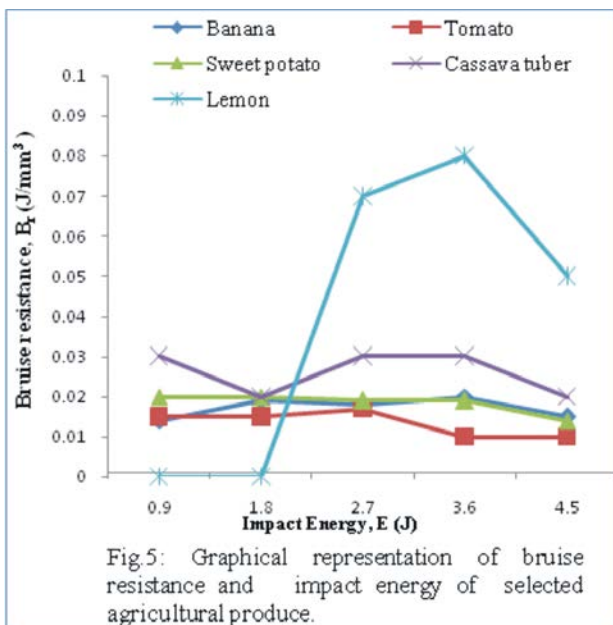 Banana Tomato
Sweet potato Cassava tuber
Lemon
0.1
0.09
0.08
0.07
0.06
0.05
0.04
0.03
0.02
0.01
0
Bruise resistance, Br (J/mm³)
0.9 1.8 2.7 3.6 4.5
Impact Energy, E (J)
Fig.5: Graphical representation of bruise
resistance and impact energy of selected
agricultural produce.